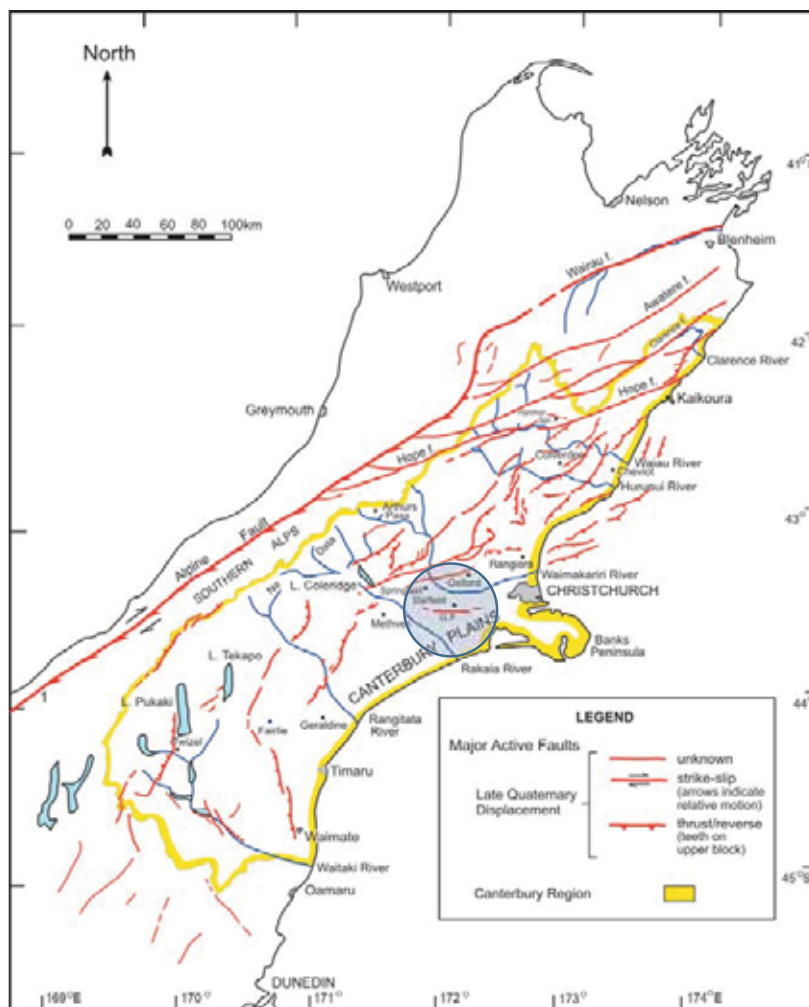 North
0 20 40 60 80 100km
Nelson
Blenheim
Wairau f.
Westport
Awatere f.
Clarence f.
Clarence River
Hope f.
Kaikoura
Greymouth
Hope f.
Culverden
Waiau River
Cheviot
Hurunui River
Arthurs
Pass
Alpine Fault
SOUTHERN ALPS
Rangiora
L. Coleridge
Oxford
Waimakariri River
Springfield
Darfield
CHRISTCHURCH
Methven
CANTERBURY PLAINS
Banks
Peninsula
L. Tekapo
Rakaia River
L. Pukaki
Fairlie
Geraldine
Rangitata
River
Twizel
Timaru
Waimate
Waitaki River
Oamaru
DUNEDIN
LEGEND
Major Active Faults
Late Quaternary
Displacement
unknown
strike-slip
(arrows indicate
relative motion)
thrust/reverse
(teeth on
upper block)
Canterbury Region
42°
43°
44°
45°S
169°E
170°
171°
172°
173°
174°E